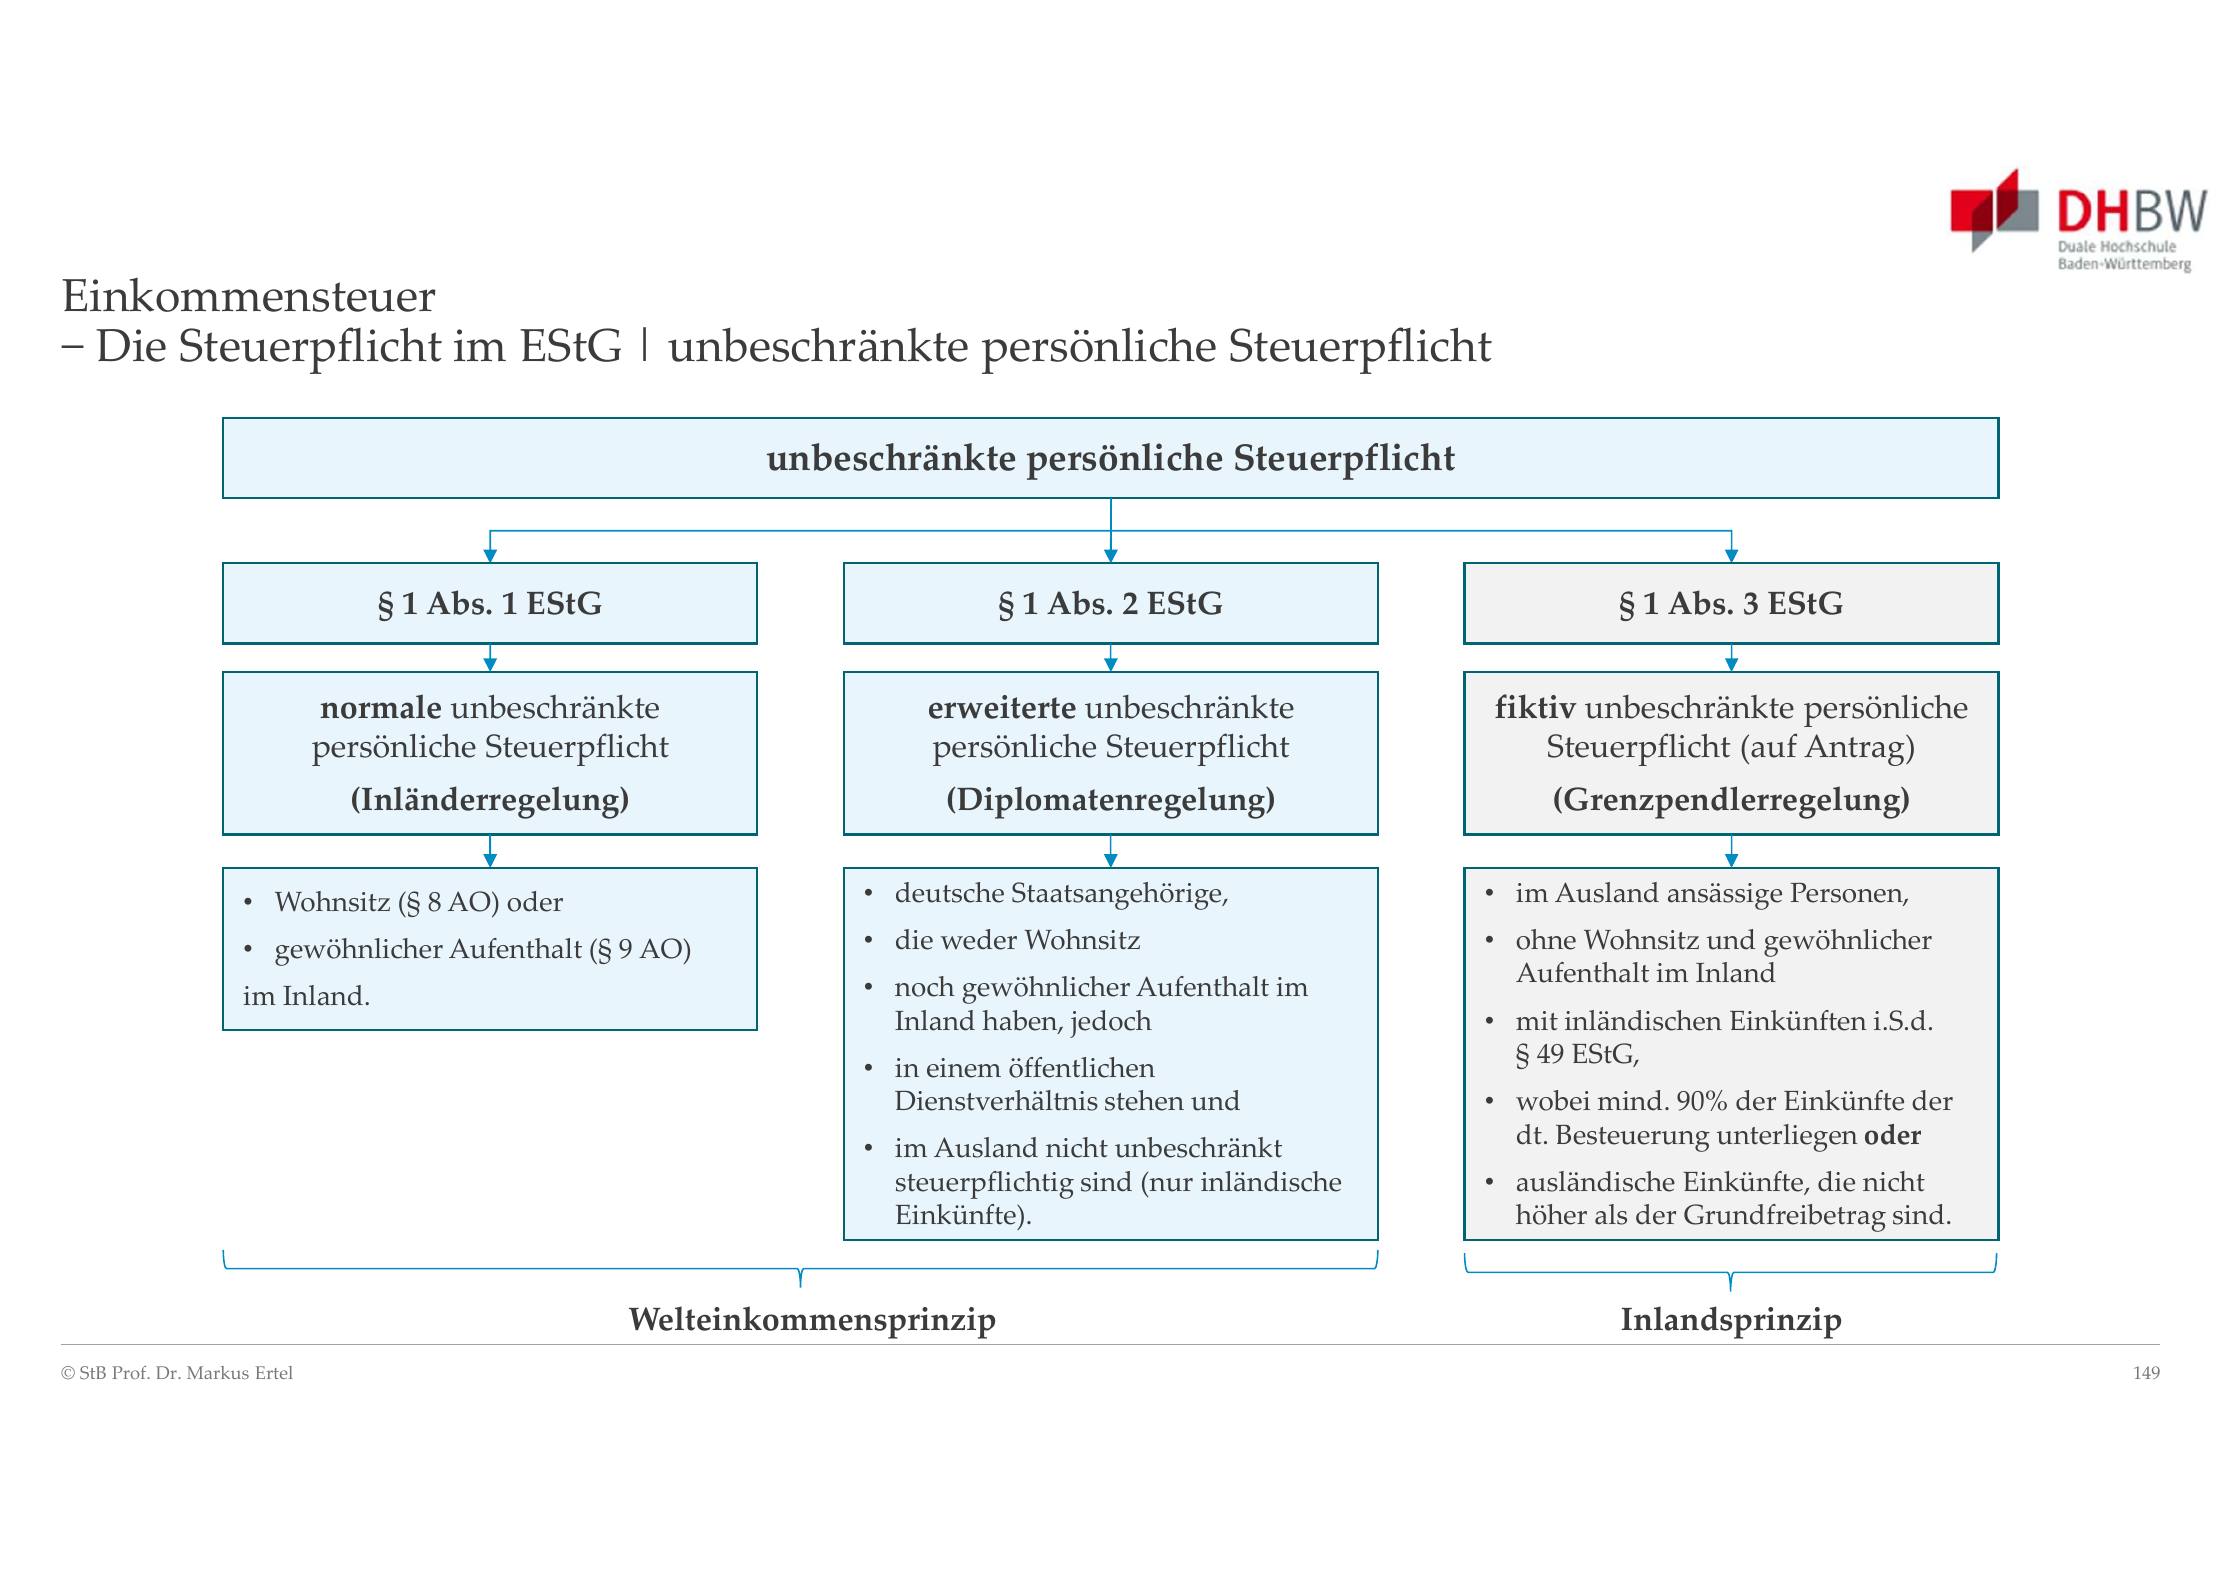 DHBW
Duale Hochschule
Baden-Württemberg
Einkommensteuer
– Die Steuerpflicht im EStG | unbeschränkte persönliche Steuerpflicht
unbeschränkte persönliche Steuerpflicht
§ 1 Abs. 1 EStG
normale unbeschränkte
persönliche Steuerpflicht
(Inländerregelung)
• Wohnsitz (§ 8 AO) oder
• gewöhnlicher Aufenthalt (§ 9 AO)
im Inland.
§ 1 Abs. 2 EStG
erweiterte unbeschränkte
persönliche Steuerpflicht
(Diplomatenregelung)
• deutsche Staatsangehörige,
• die weder Wohnsitz
• noch gewöhnlicher Aufenthalt im
Inland haben, jedoch
• in einem öffentlichen
Dienstverhältnis stehen und
• im Ausland nicht unbeschränkt
steuerpflichtig sind (nur inländische
Einkünfte).
§ 1 Abs. 3 EStG
fiktiv unbeschränkte persönliche
Steuerpflicht (auf Antrag)
(Grenzpendlerregelung)
• im Ausland ansässige Personen,
• ohne Wohnsitz und gewöhnlicher
Aufenthalt im Inland
• mit inländischen Einkünften i.S.d.
§ 49 EStG,
• wobei mind. 90% der Einkünfte der
dt. Besteuerung unterliegen oder
• ausländische Einkünfte, die nicht
höher als der Grundfreibetrag sind.
Welteinkommensprinzip
Inlandsprinzip
© StB Prof. Dr. Markus Ertel
149